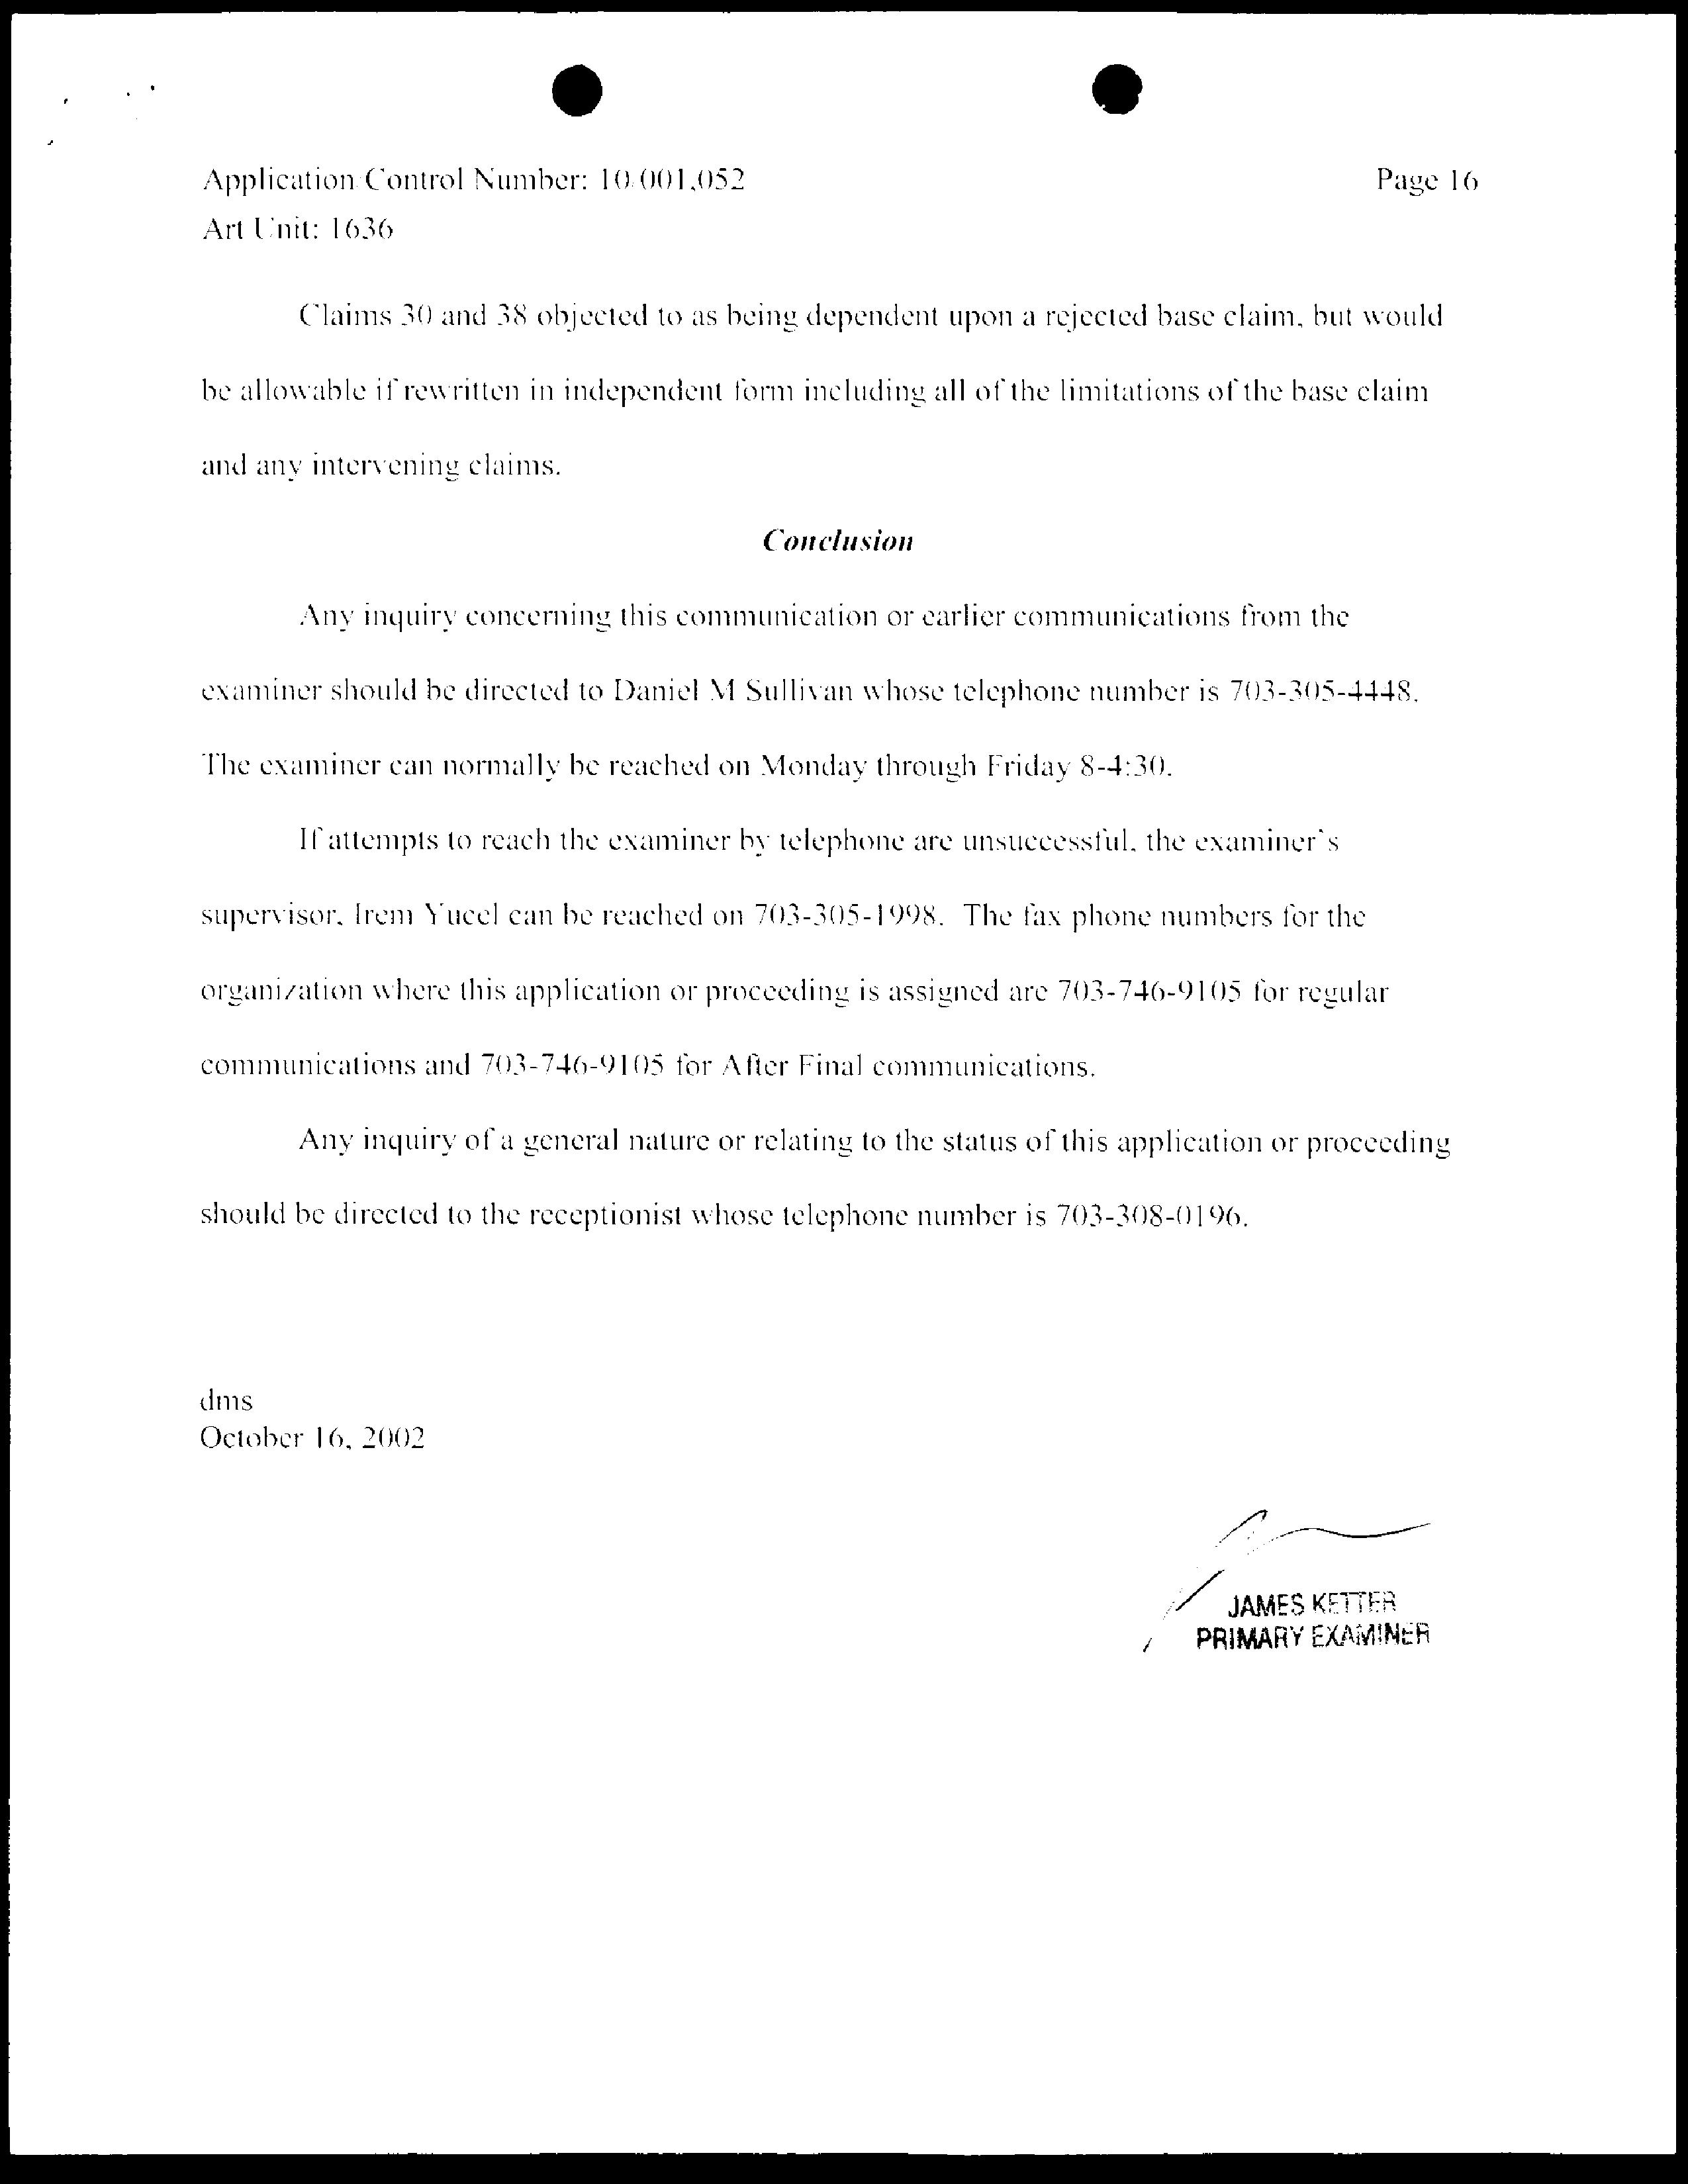 Application/Control Number: 10/001,052 Page 16
Art Unit: 1636
Claims 30 and 38 objected to as being dependent upon a rejected base claim, but would
be allowable if rewritten in independent form including all of the limitations of the base claim
and any intervening claims.
Conclusion
Any inquiry concerning this communication or earlier communications from the
examiner should be directed to Daniel M Sullivan whose telephone number is 703-305-4448.
The examiner can normally be reached on Monday through Friday 8-4:30.
If attempts to reach the examiner by telephone are unsuccessful, the examiner's
supervisor, Irem Yucel can be reached on 703-305-1998. The fax phone numbers for the
organization where this application or proceeding is assigned are 703-746-9105 for regular
communications and 703-746-9105 for After Final communications.
Any inquiry of a general nature or relating to the status of this application or proceeding
should be directed to the receptionist whose telephone number is 703-308-0196.
dms
October 16, 2002
JAMES KETTER
PRIMARY EXAMINER